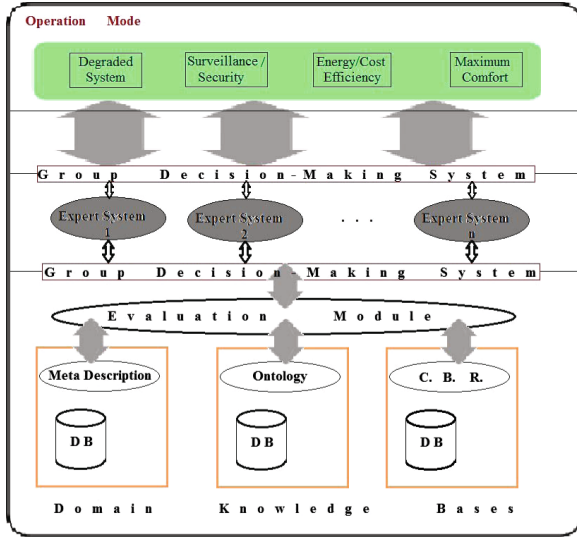 Operation Mode
Degraded System
Surveillance / Security
Energy/Cost Efficiency
Maximum Comfort
Group Decision-Making System
Expert System 1
Expert System 2
. . .
Expert System n
Group Decision-Making System
Evaluation Module
Meta Description
Ontology
C. B. R.
DB
DB
DB
Domain Knowledge Bases